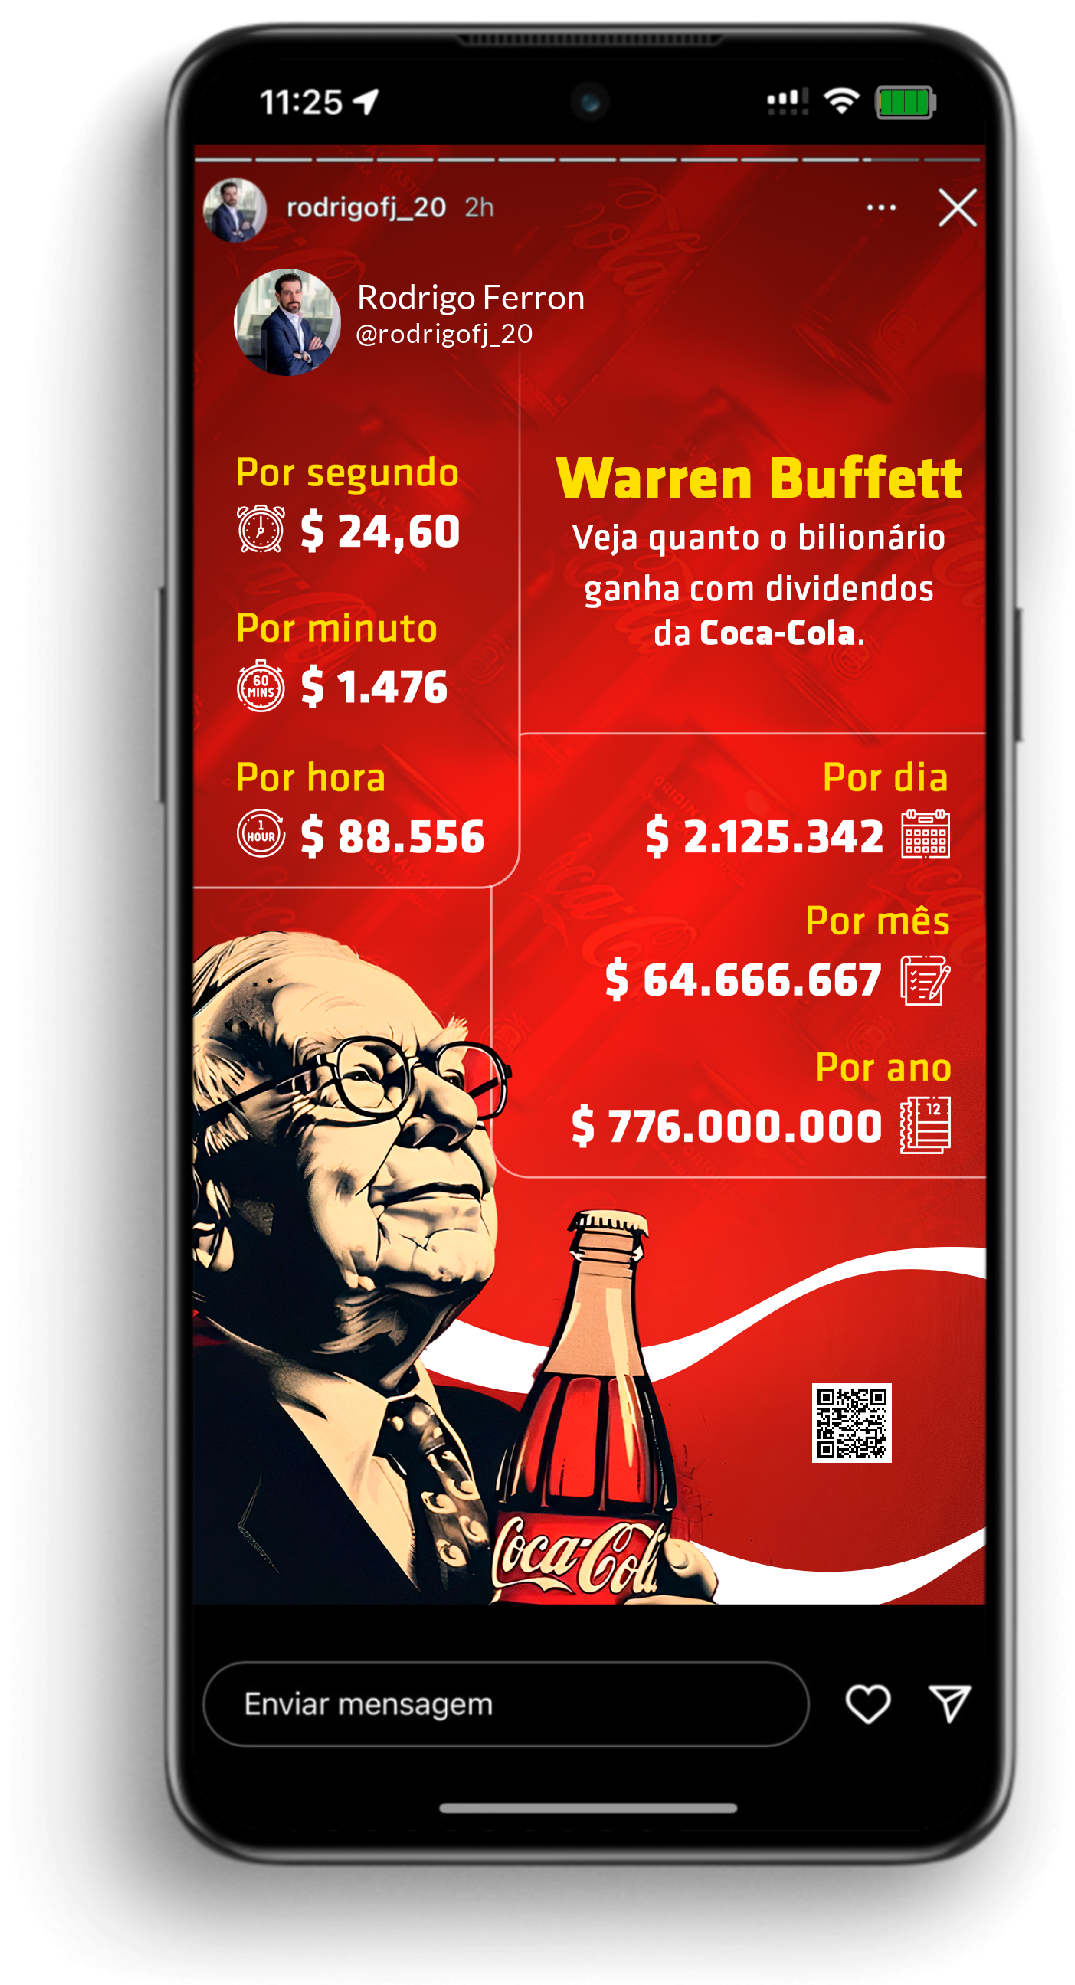 11:25
rodrigofj_20 2h
Rodrigo Ferron
@rodrigofj_20
Por segundo
$ 24,60
Por minuto
60
MINS
$ 1.476
Por hora
1
HOUR
$ 88.556
Warren Buffett
Veja quanto o bilionário
ganha com dividendos
da Coca-Cola.
Por dia
$ 2.125.342
Por mês
$ 64.666.667
Por ano
$ 776.000.000
12
Coca-Cola
Enviar mensagem